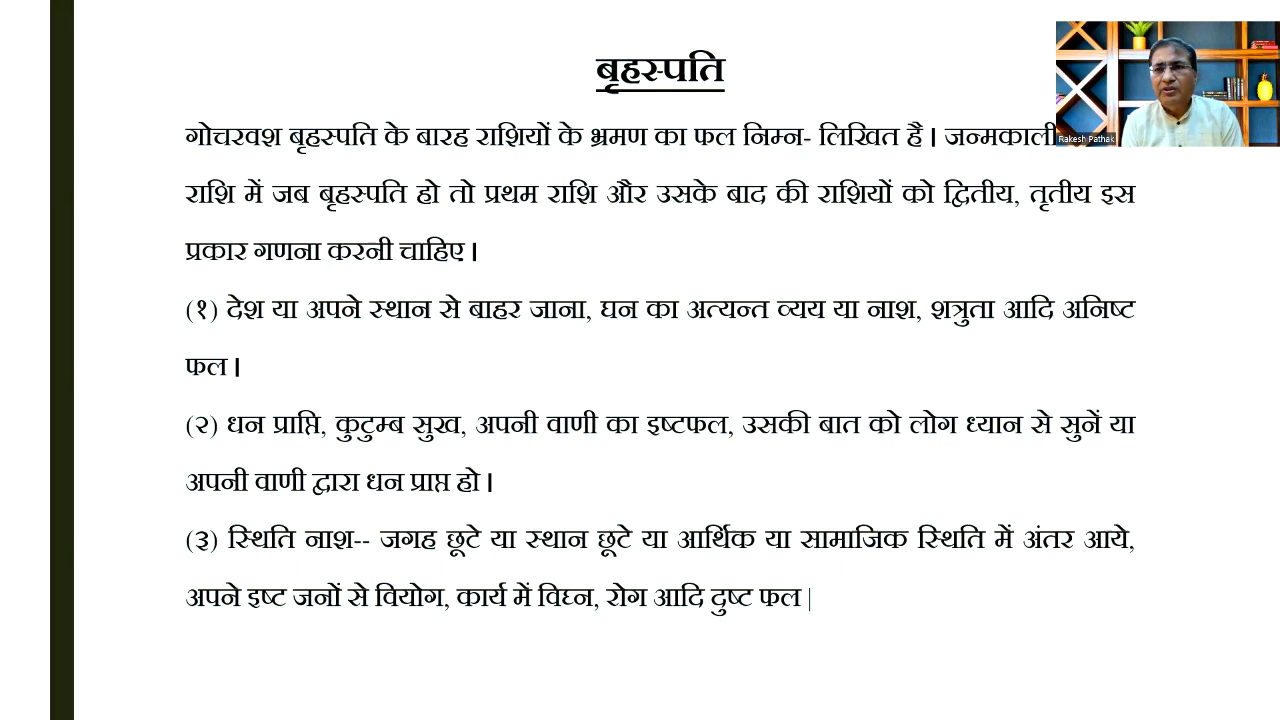 बृहस्पति
गोचरवश बृहस्पति के बारह राशियों के भ्रमण का फल निम्न- लिखित है। जन्मकाली
Rakesh Pathak
राशि में जब बृहस्पति हो तो प्रथम राशि और उसके बाद की राशियों को द्वितीय, तृतीय इस
प्रकार गणना करनी चाहिए।
(१) देश या अपने स्थान से बाहर जाना, घन का अत्यन्त व्यय या नाश, शत्रुता आदि अनिष्ट
फल।
(२) धन प्राप्ति, कुटुम्ब सुख, अपनी वाणी का इष्टफल, उसकी बात को लोग ध्यान से सुनें या
अपनी वाणी द्वारा धन प्राप्त हो।
(३) स्थिति नाश-- जगह छूटे या स्थान छूटे या आर्थिक या सामाजिक स्थिति में अंतर आये,
अपने इष्ट जनों से वियोग, कार्य में विघ्न, रोग आदि दुष्ट फल |